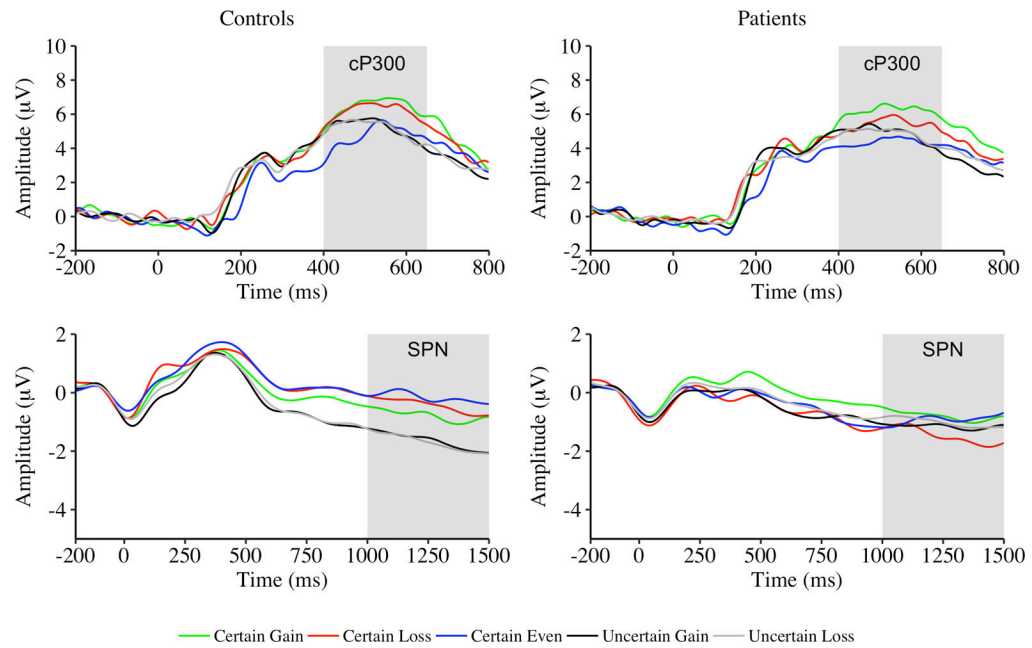 Controls
Patients
10
8
6
4
2
0
-2
Amplitude (µV)
cP300
-200 0 200 400 600 800
Time (ms)
10
8
6
4
2
0
-2
Amplitude (µV)
cP300
-200 0 200 400 600 800
Time (ms)
2
0
-2
-4
Amplitude (µV)
SPN
-200 0 250 500 750 1000 1250 1500
Time (ms)
2
0
-2
-4
Amplitude (µV)
SPN
-200 0 250 500 750 1000 1250 1500
Time (ms)
Certain Gain Certain Loss Certain Even Uncertain Gain Uncertain Loss